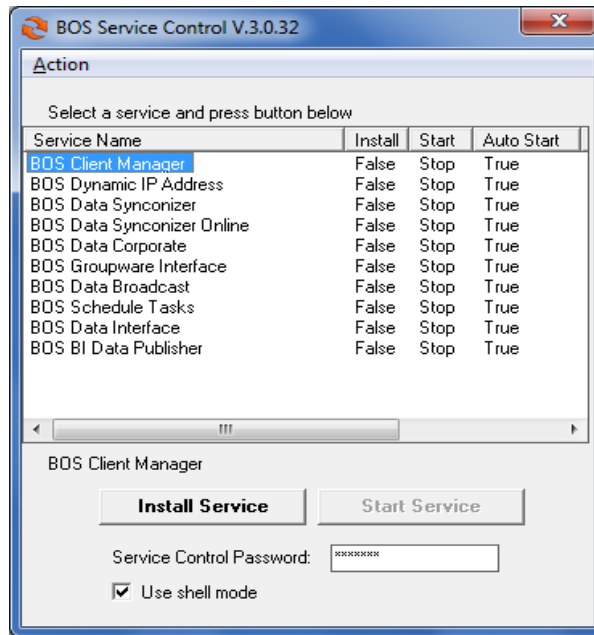 BOS Service Control V.3.0.32
Action
Select a service and press button below
Service Name Install Start Auto Start
BOS Client Manager False Stop True
BOS Dynamic IP Address False Stop True
BOS Data Synconizer False Stop True
BOS Data Synconizer Online False Stop True
BOS Data Corporate False Stop True
BOS Groupware Interface False Stop True
BOS Data Broadcast False Stop True
BOS Schedule Tasks False Stop True
BOS Data Interface False Stop True
BOS BI Data Publisher False Stop True
BOS Client Manager
Install Service Start Service
Service Control Password: xxxxxxx
Use shell mode